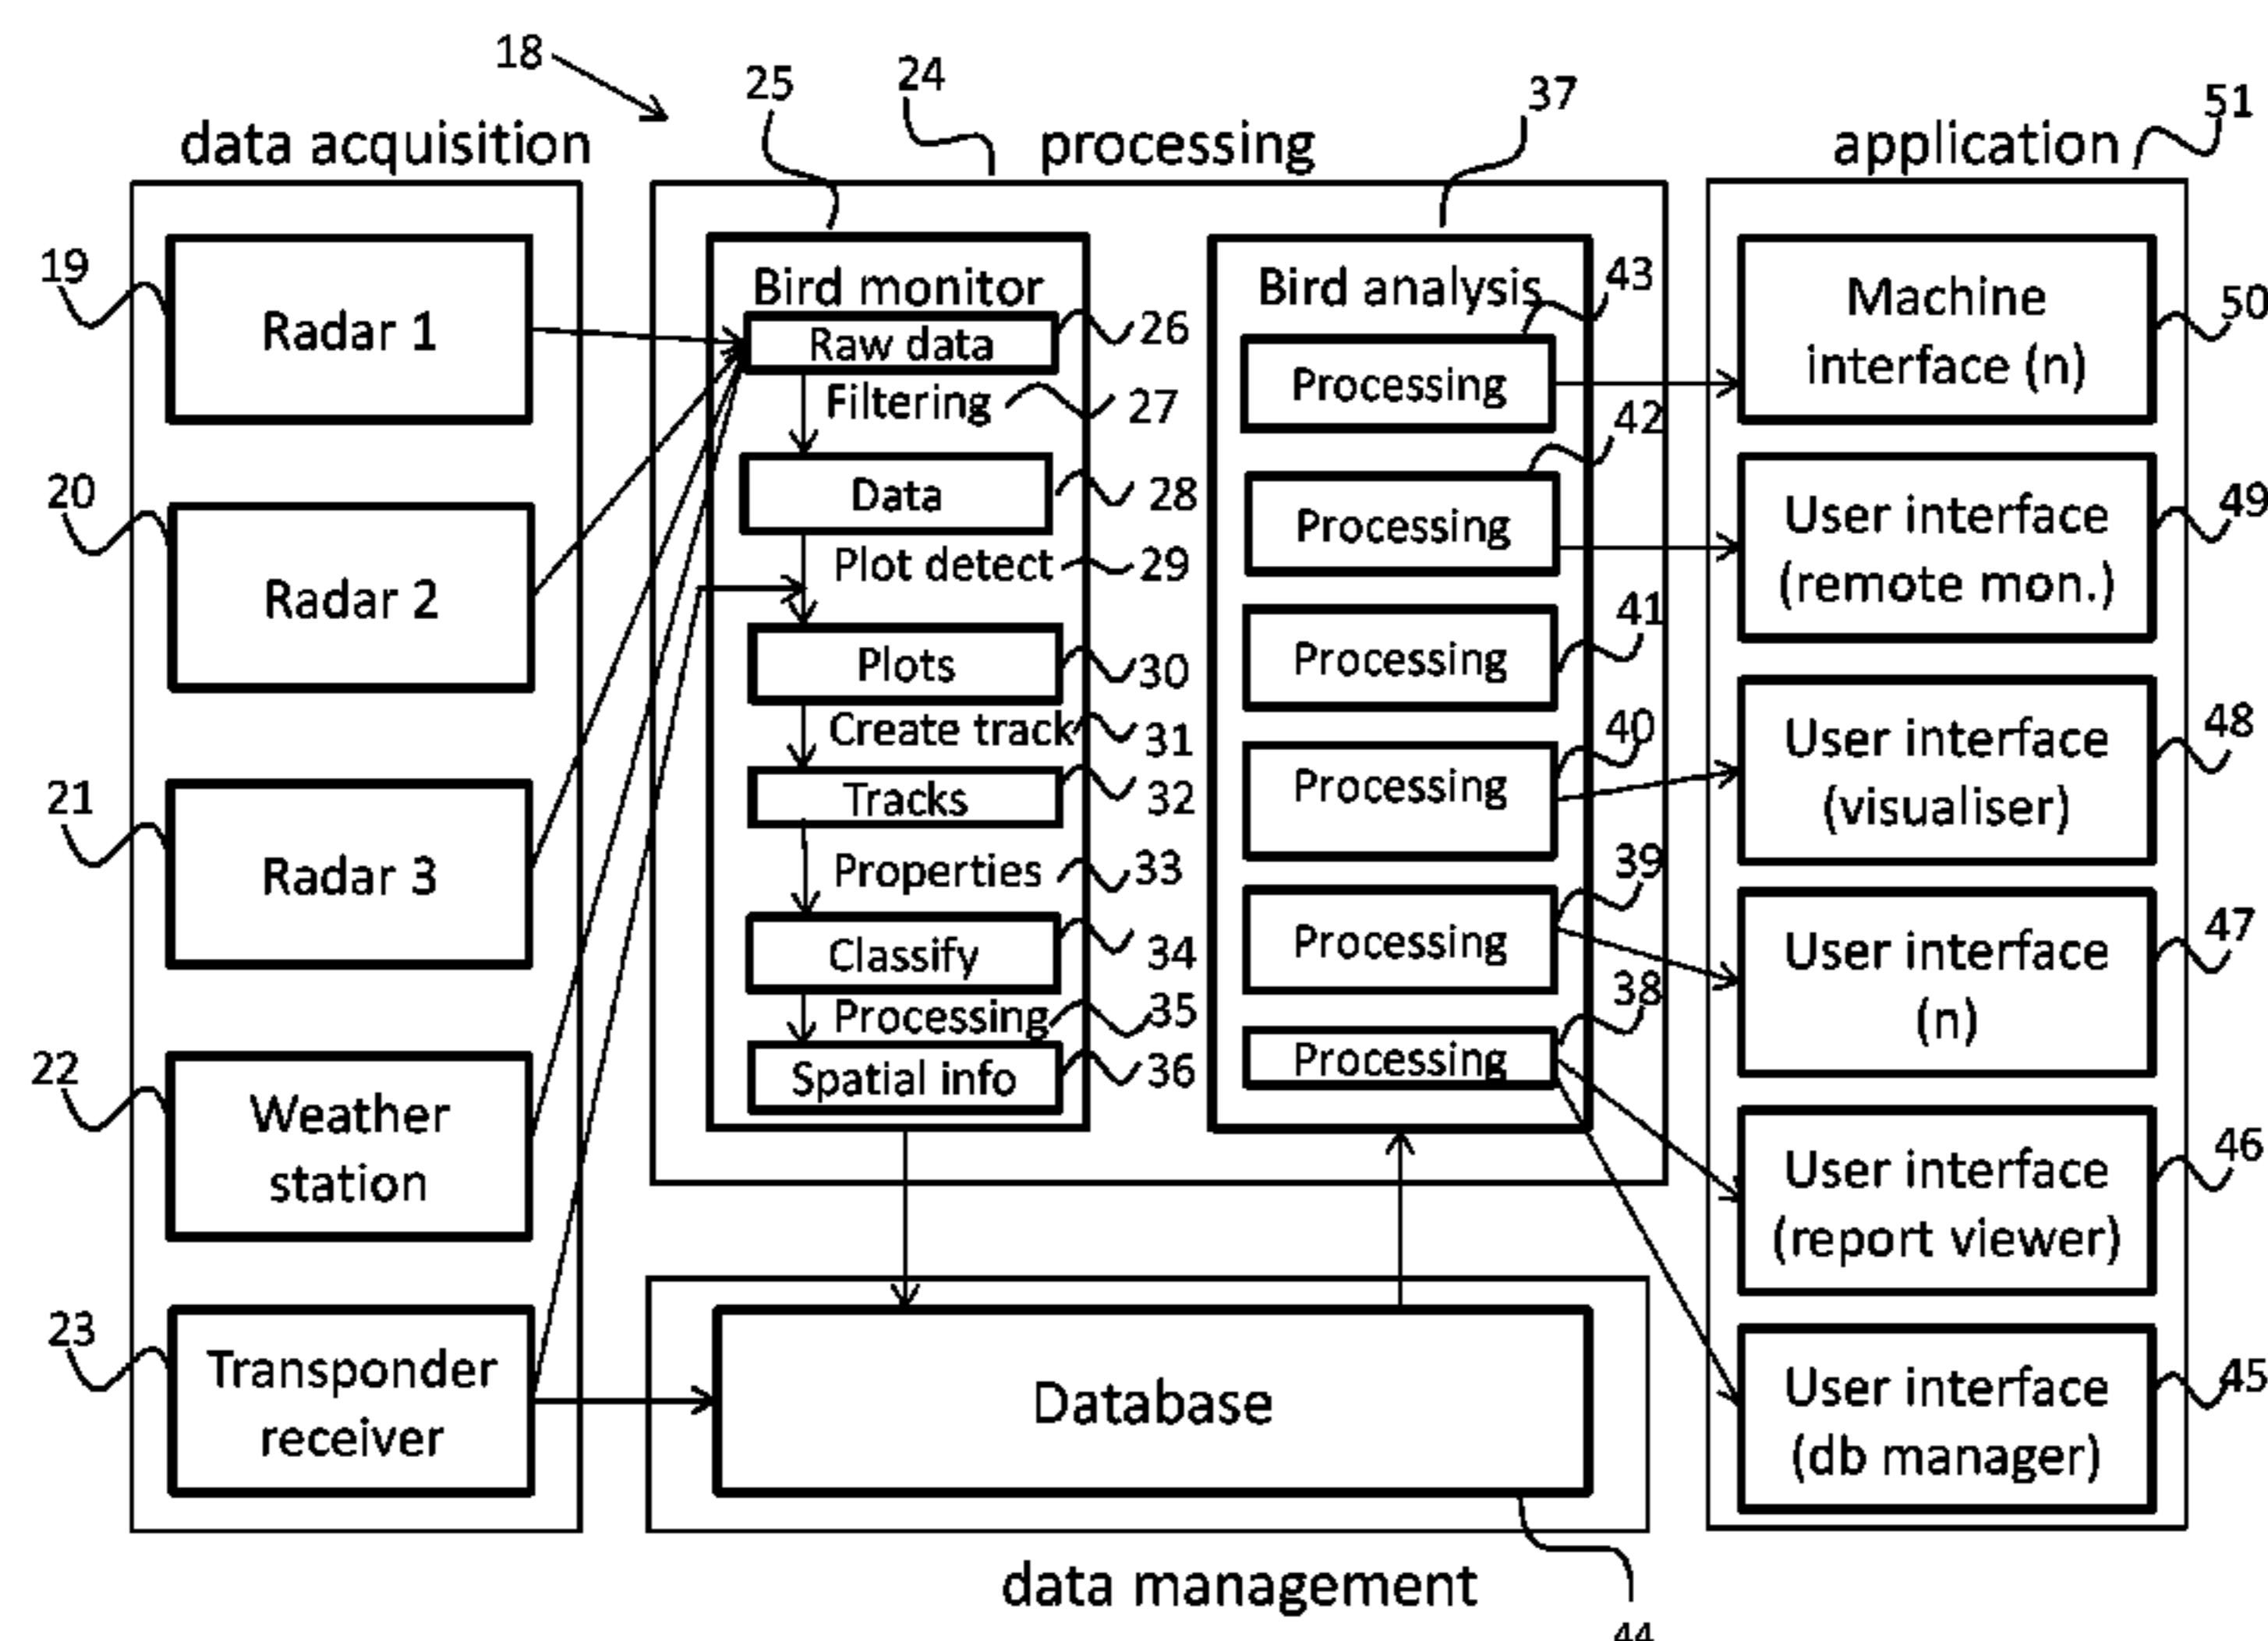 18
25
24
37
51
data acquisition
processing
application
19
Radar 1
20
Radar 2
21
Radar 3
22
Weather
station
23
Transponder
receiver
Bird monitor
Raw data
26
Filtering
27
Data
28
Plot detect
29
Plots
30
Create track
31
Tracks
32
Properties
33
Classify
34
Processing
35
Spatial info
36
Bird analysis
43
Processing
42
Processing
41
Processing
40
Processing
39
Processing
38
Processing
Machine
interface (n)
50
User interface
(remote mon.)
49
User interface
(visualiser)
48
User interface
(n)
47
User interface
(report viewer)
46
User interface
(db manager)
45
Database
data management
44